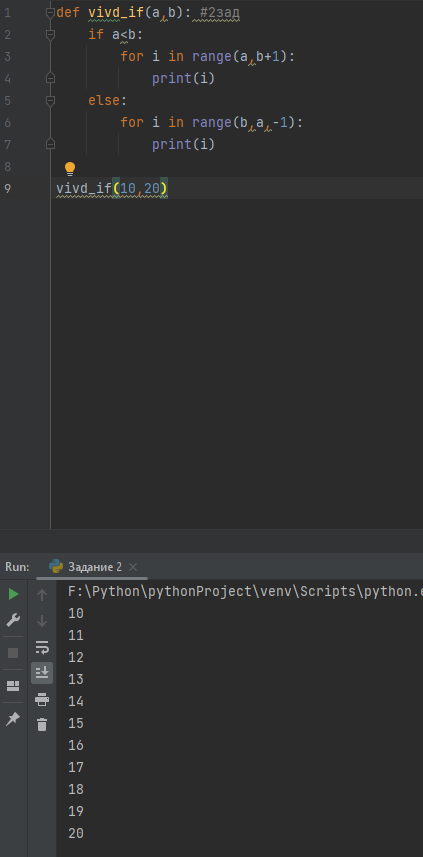 1 def vivd_if(a,b): #2зад
2     if a<b:
3         for i in range(a,b+1):
4             print(i)
5     else:
6         for i in range(b,a,-1):
7             print(i)
8
9 vivd_if(10,20)
Run: Задание 2
F:\Python\pythonProject\venv\Scripts\python.e
10
11
12
13
14
15
16
17
18
19
20